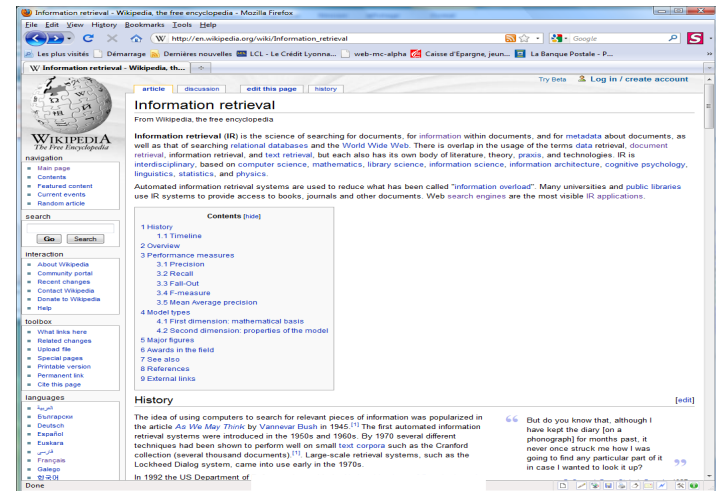 Information retrieval - Wikipedia, the free encyclopedia - Mozilla Firefox
File Edit View History Bookmarks Tools Help
http://en.wikipedia.org/wiki/Information_retrieval
Google
Les plus visités Démarrage Dernières nouvelles LCL - Le Crédit Lyonna... web-mc-alpha Caisse d'Epargne, jeun... La Banque Postale - P... »
W Information retrieval - Wikipedia, th...
Try Beta Log in / create account
article discussion edit this page history
WIKIPEDIA
The Free Encyclopedia
navigation
Main page
Contents
Featured content
Current events
Random article
search
Go Search
interaction
About Wikipedia
Community portal
Recent changes
Contact Wikipedia
Donate to Wikipedia
Help
toolbox
What links here
Related changes
Upload file
Special pages
Printable version
Permanent link
Cite this page
languages
العربية
Български
Deutsch
Español
Euskara
فارسی
Français
Galego
한국어
Information retrieval
From Wikipedia, the free encyclopedia
Information retrieval (IR) is the science of searching for documents, for information within documents, and for metadata about documents, as
well as that of searching relational databases and the World Wide Web. There is overlap in the usage of the terms data retrieval, document
retrieval, information retrieval, and text retrieval, but each also has its own body of literature, theory, praxis, and technologies. IR is
interdisciplinary, based on computer science, mathematics, library science, information science, information architecture, cognitive psychology,
linguistics, statistics, and physics.
Automated information retrieval systems are used to reduce what has been called "information overload". Many universities and public libraries
use IR systems to provide access to books, journals and other documents. Web search engines are the most visible IR applications.
Contents [hide]
1 History
1.1 Timeline
2 Overview
3 Performance measures
3.1 Precision
3.2 Recall
3.3 Fall-Out
3.4 F-measure
3.5 Mean Average precision
4 Model types
4.1 First dimension: mathematical basis
4.2 Second dimension: properties of the model
5 Major figures
6 Awards in the field
7 See also
8 References
9 External links
History [edit]
The idea of using computers to search for relevant pieces of information was popularized in
the article As We May Think by Vannevar Bush in 1945.[1] The first automated information
retrieval systems were introduced in the 1950s and 1960s. By 1970 several different
techniques had been shown to perform well on small text corpora such as the Cranford
collection (several thousand documents).[1] Large-scale retrieval systems, such as the
Lockheed Dialog system, came into use early in the 1970s.
In 1992 the US Department of
“ But do you know that, although I
have kept the diary [on a
phonograph] for months past, it
never once struck me how I was
going to find any particular part of it
in case I wanted to look it up? ”
Done